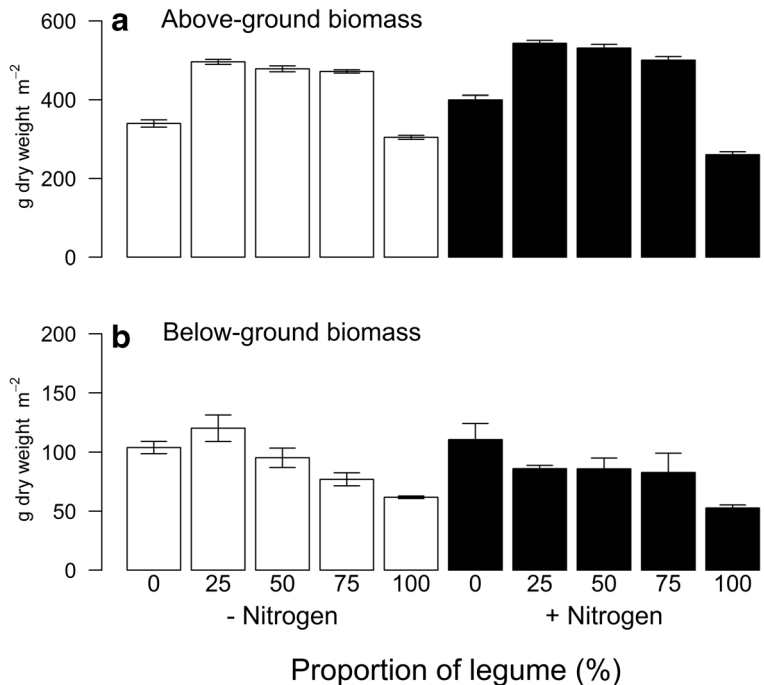 a Above-ground biomass
g dry weight m⁻²
600
400
200
0
b Below-ground biomass
g dry weight m⁻²
200
150
100
50
0
0 25 50 75 100 0 25 50 75 100
- Nitrogen + Nitrogen
Proportion of legume (%)